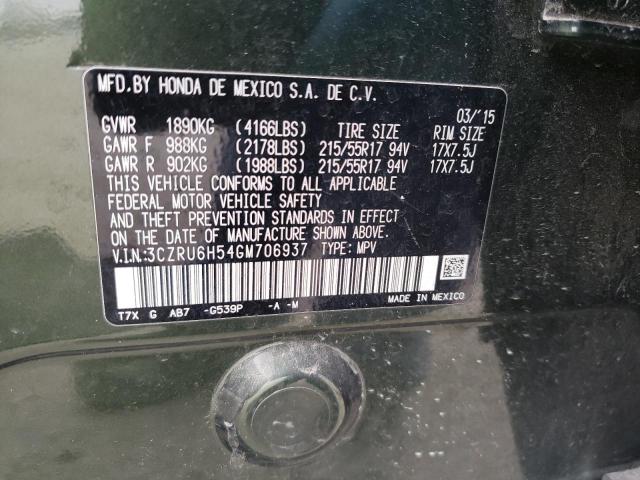 MFD. BY HONDA DE MEXICO S.A. DE C.V.
03/'15
GVWR 1890KG (4166LBS) TIRE SIZE RIM SIZE
GAWR F 988KG (2178LBS) 215/55R17 94V 17X7.5J
GAWR R 902KG (1988LBS) 215/55R17 94V 17X7.5J
THIS VEHICLE CONFORMS TO ALL APPLICABLE
FEDERAL MOTOR VEHICLE SAFETY
AND THEFT PREVENTION STANDARDS IN EFFECT
ON THE DATE OF MANUFACTURE SHOWN ABOVE.
V.I.N:3CZRU6H54GM706937 TYPE: MPV
MADE IN MEXICO
T7X G AB7 -G539P -A -M